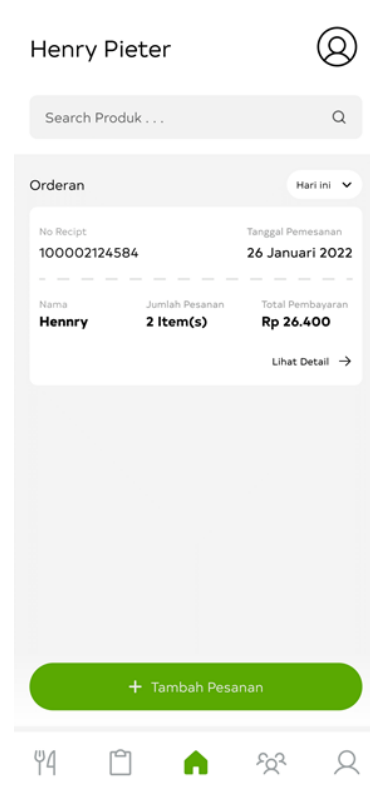 Henry Pieter
Search Produk . . .
Orderan
Hari ini
No Recipt
Tanggal Pemesanan
100002124584
26 Januari 2022
Nama
Jumlah Pesanan
Total Pembayaran
Hennry
2 Item(s)
Rp 26.400
Lihat Detail →
+ Tambah Pesanan